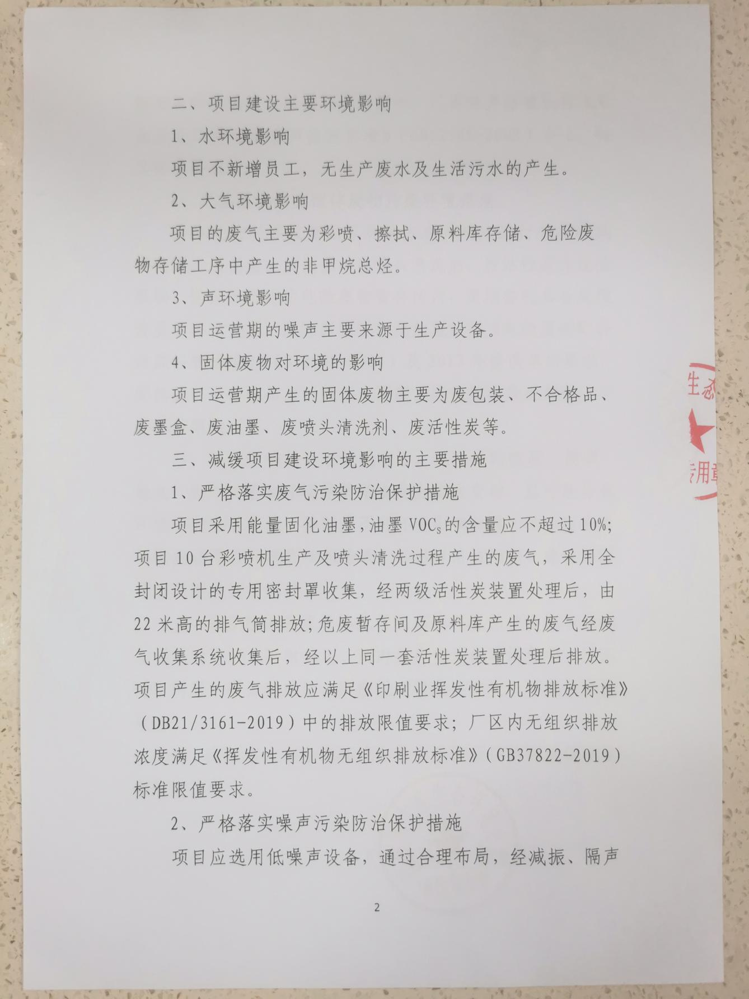 二、项目建设主要环境影响
1、水环境影响
项目不新增员工，无生产废水及生活污水的产生。
2、大气环境影响
项目的废气主要为彩喷、擦拭、原料库存储、危险废
物存储工序中产生的非甲烷总烃。
3、声环境影响
项目运营期的噪声主要来源于生产设备。
4、固体废物对环境的影响
项目运营期产生的固体废物主要为废包装、不合格品、
废墨盒、废油墨、废喷头清洗剂、废活性炭等。
三、减缓项目建设环境影响的主要措施
1、严格落实废气污染防治保护措施
项目采用能量固化油墨，油墨 VOCs的含量应不超过 10%；
项目 10 台彩喷机生产及喷头清洗过程产生的废气，采用全
封闭设计的专用密封罩收集，经两级活性炭装置处理后，由
22 米高的排气筒排放；危废暂存间及原料库产生的废气经废
气收集系统收集后，经以上同一套活性炭装置处理后排放。
项目产生的废气排放应满足《印刷业挥发性有机物排放标准》
（DB21/3161-2019）中的排放限值要求；厂区内无组织排放
浓度满足《挥发性有机物无组织排放标准》（GB37822-2019）
标准限值要求。
2、严格落实噪声污染防治保护措施
项目应选用低噪声设备，通过合理布局，经减振、隔声
2
生态
用章